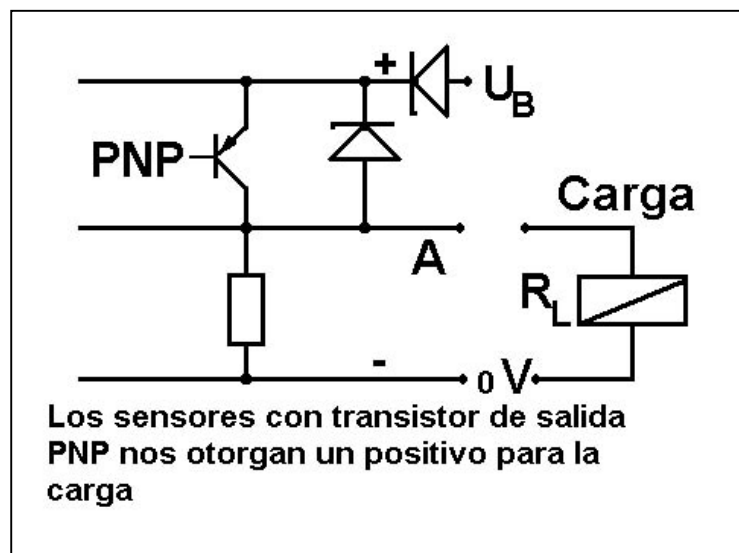 +
U_B
PNP
Carga
A
R_L
-
0 V
Los sensores con transistor de salida
PNP nos otorgan un positivo para la
carga